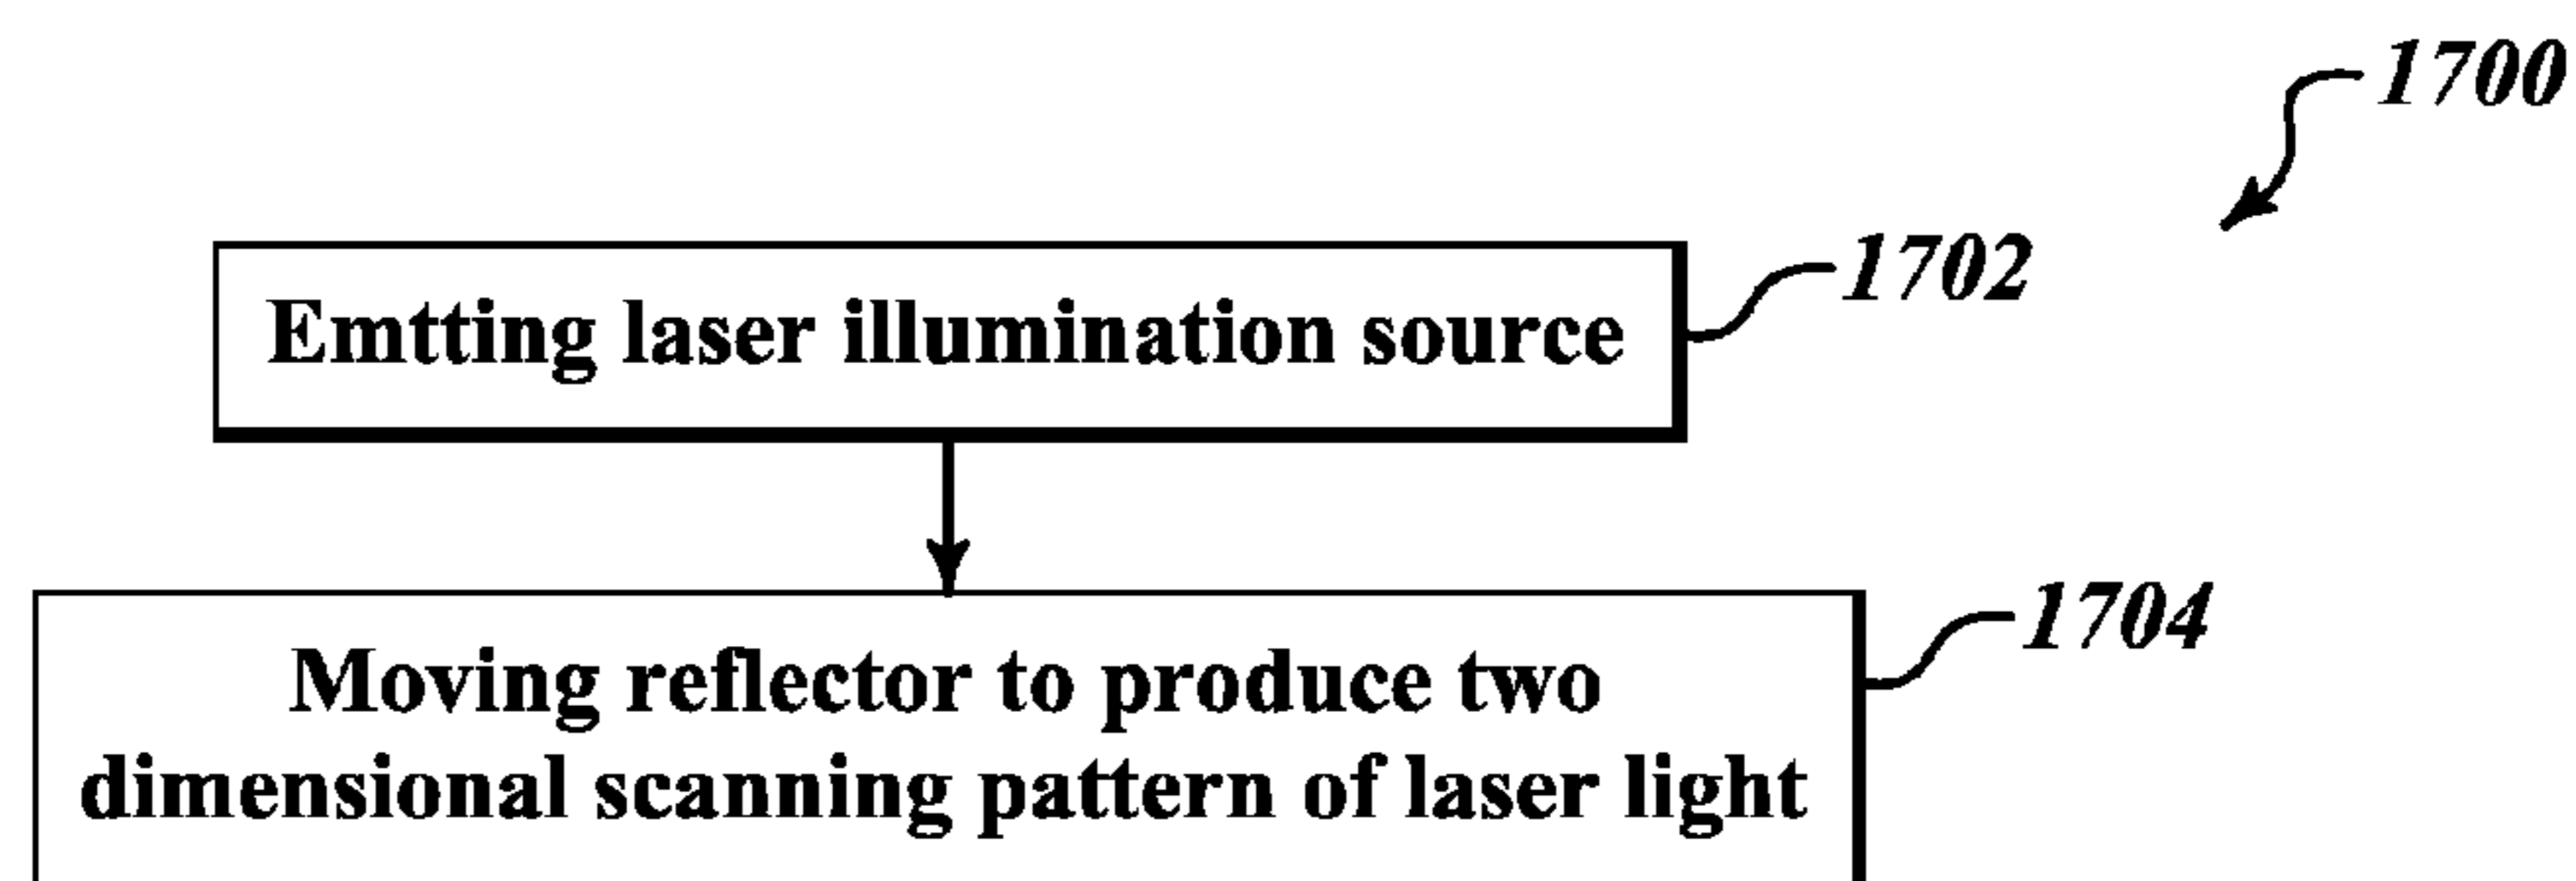 1700
Emtting laser illumination source
1702
Moving reflector to produce two
1704
dimensional scanning pattern of laser light